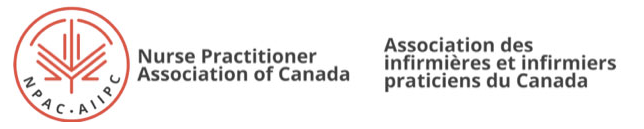 NPAC·AIIPC
Nurse Practitioner
Association of Canada
Association des
infirmières et infirmiers
praticiens du Canada